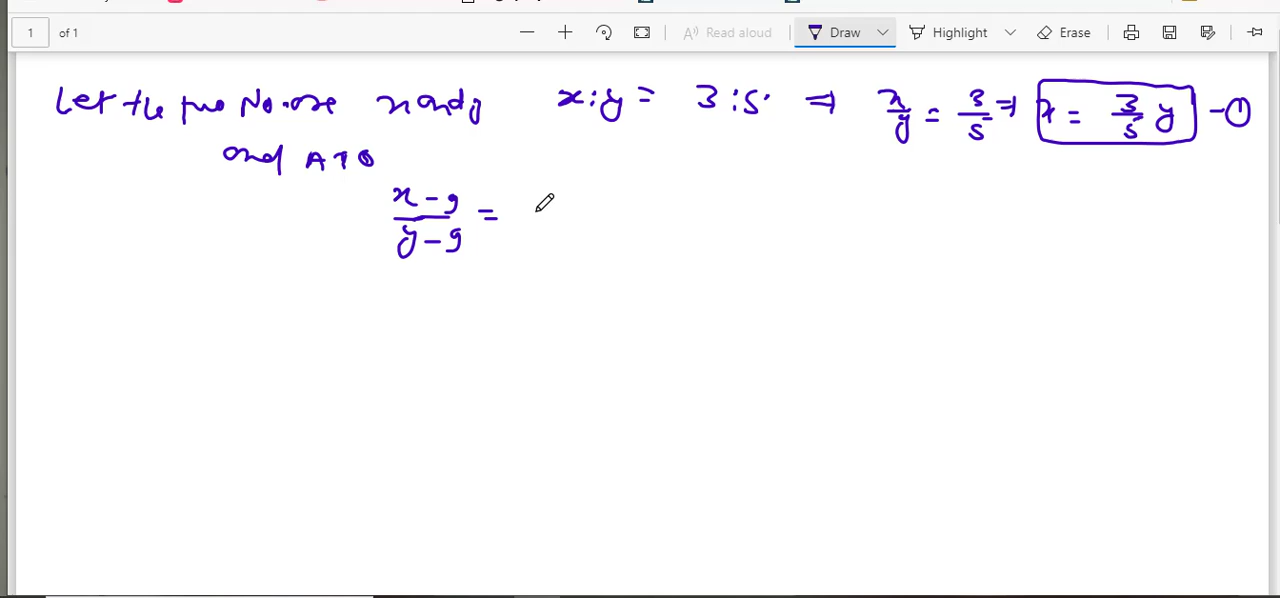 1 of 1 Read aloud Draw Highlight Erase
Let the two No. are x and y x:y = 3:5 ⇒ x/y = 3/5 ⇒ x = 3/5 y - ①
and ATQ
x - 9 / y - 9 =